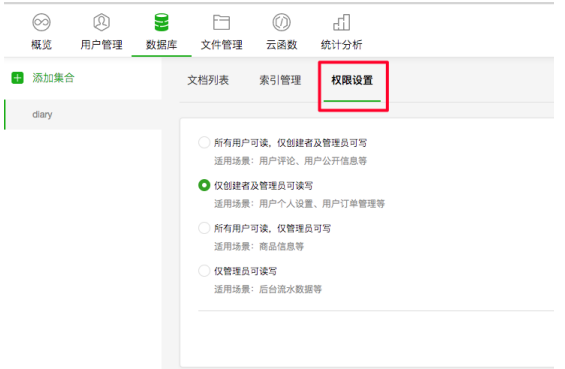 概览 用户管理 数据库 文件管理 云函数 统计分析
添加集合
文档列表 索引管理 权限设置
diary
所有用户可读，仅创建者及管理员可写
适用场景：用户评论、用户公开信息等
仅创建者及管理员可读写
适用场景：用户个人设置、用户订单管理等
所有用户可读，仅管理员可写
适用场景：商品信息等
仅管理员可读写
适用场景：后台流水数据等